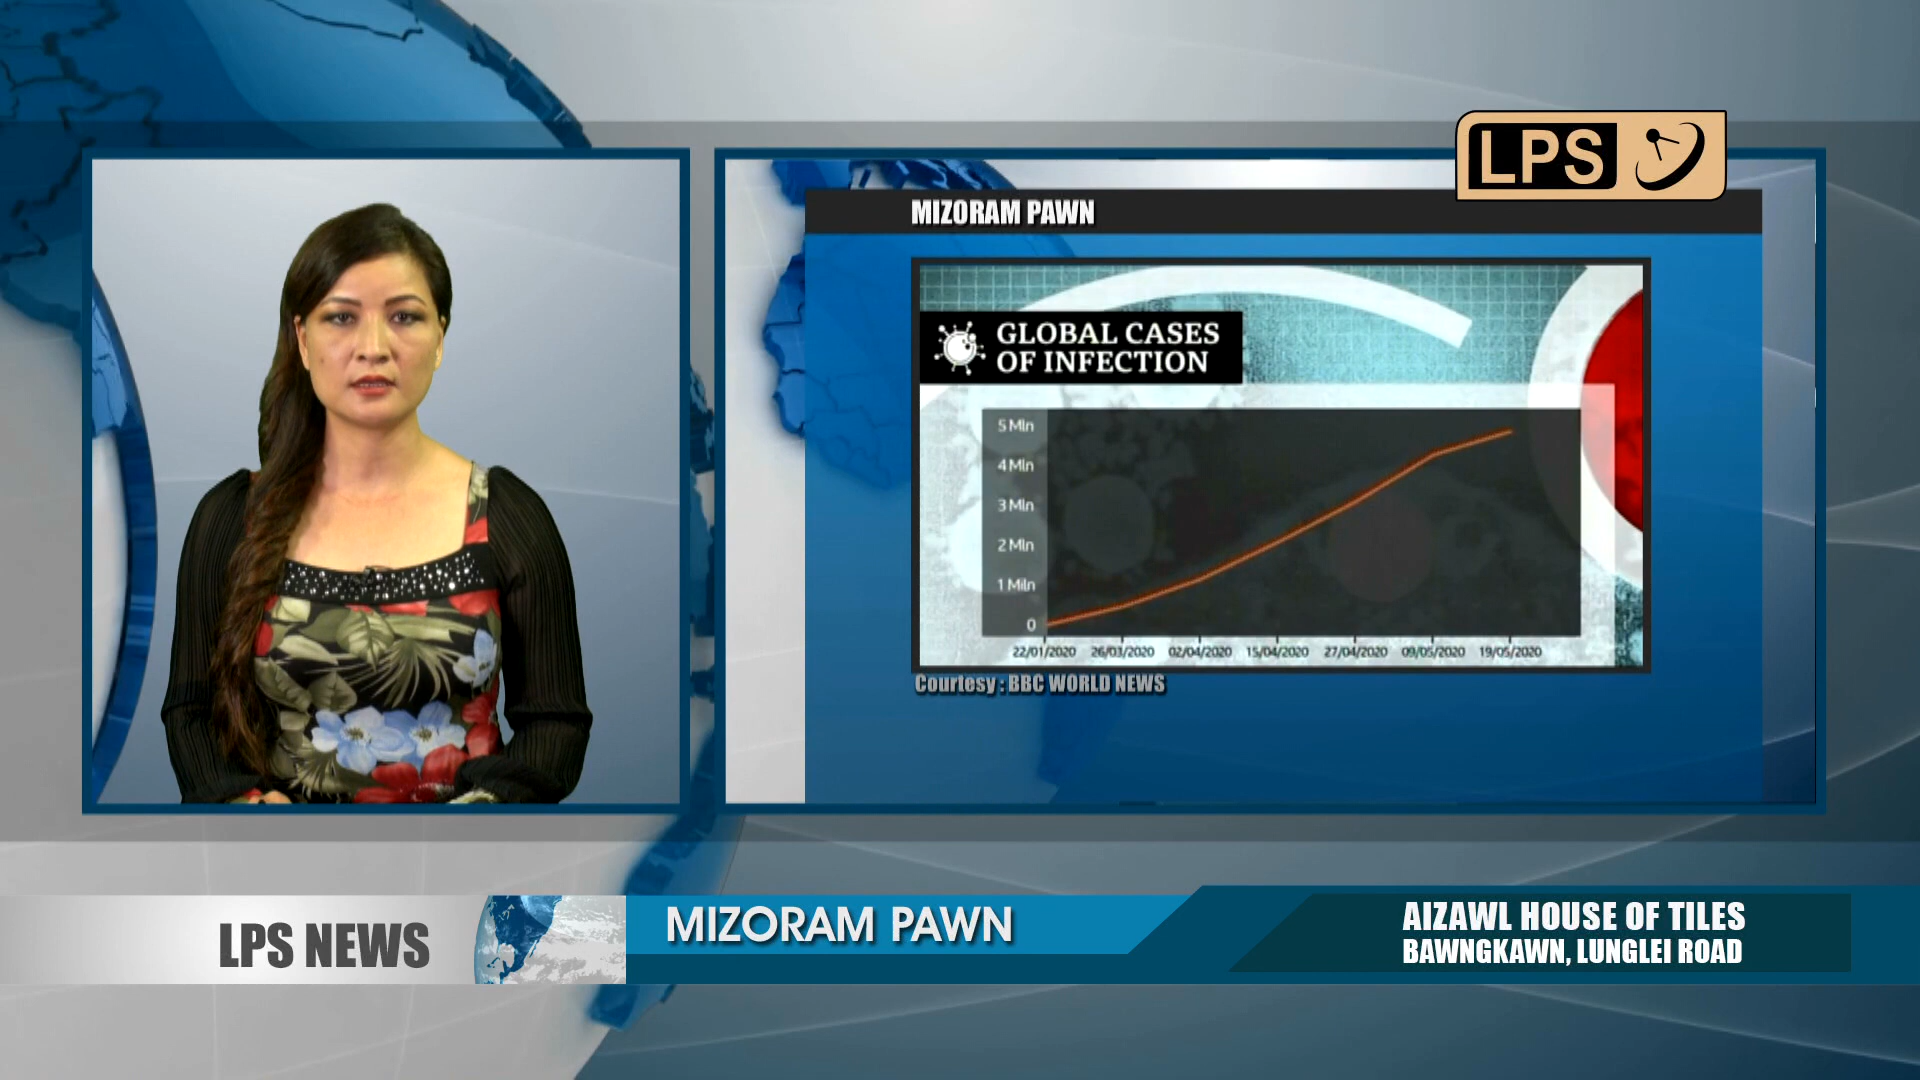 LPS
MIZORAM PAWN
GLOBAL CASES
OF INFECTION
5 Mln
4 Mln
3 Mln
2 Mln
1 Miln
0
22/01/2020 26/03/2020 02/04/2020 15/04/2020 27/04/2020 09/05/2020 19/05/2020
Courtesy : BBC WORLD NEWS
LPS NEWS
MIZORAM PAWN
AIZAWL HOUSE OF TILES
BAWNGKAWN, LUNGLEI ROAD